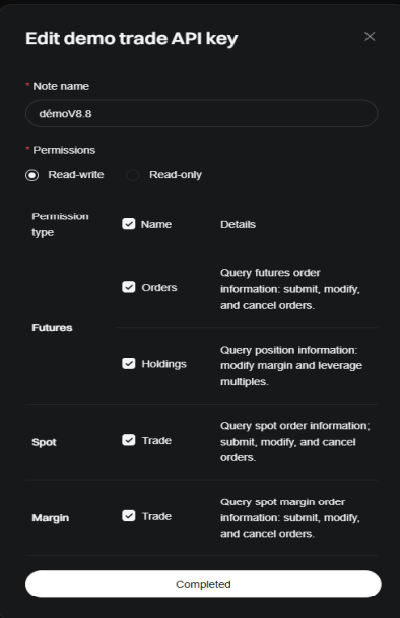 Edit demo trade API key
* Note name
démoV8.8
* Permissions
Read-write Read-only
Permission
type
Name Details
Futures
Orders
Query futures order
information: submit, modify,
and cancel orders.
Holdings
Query position information:
modify margin and leverage
multiples.
Spot
Trade
Query spot order information;
submit, modify, and cancel
orders.
Margin
Trade
Query spot margin order
information: submit, modify,
and cancel orders.
Completed